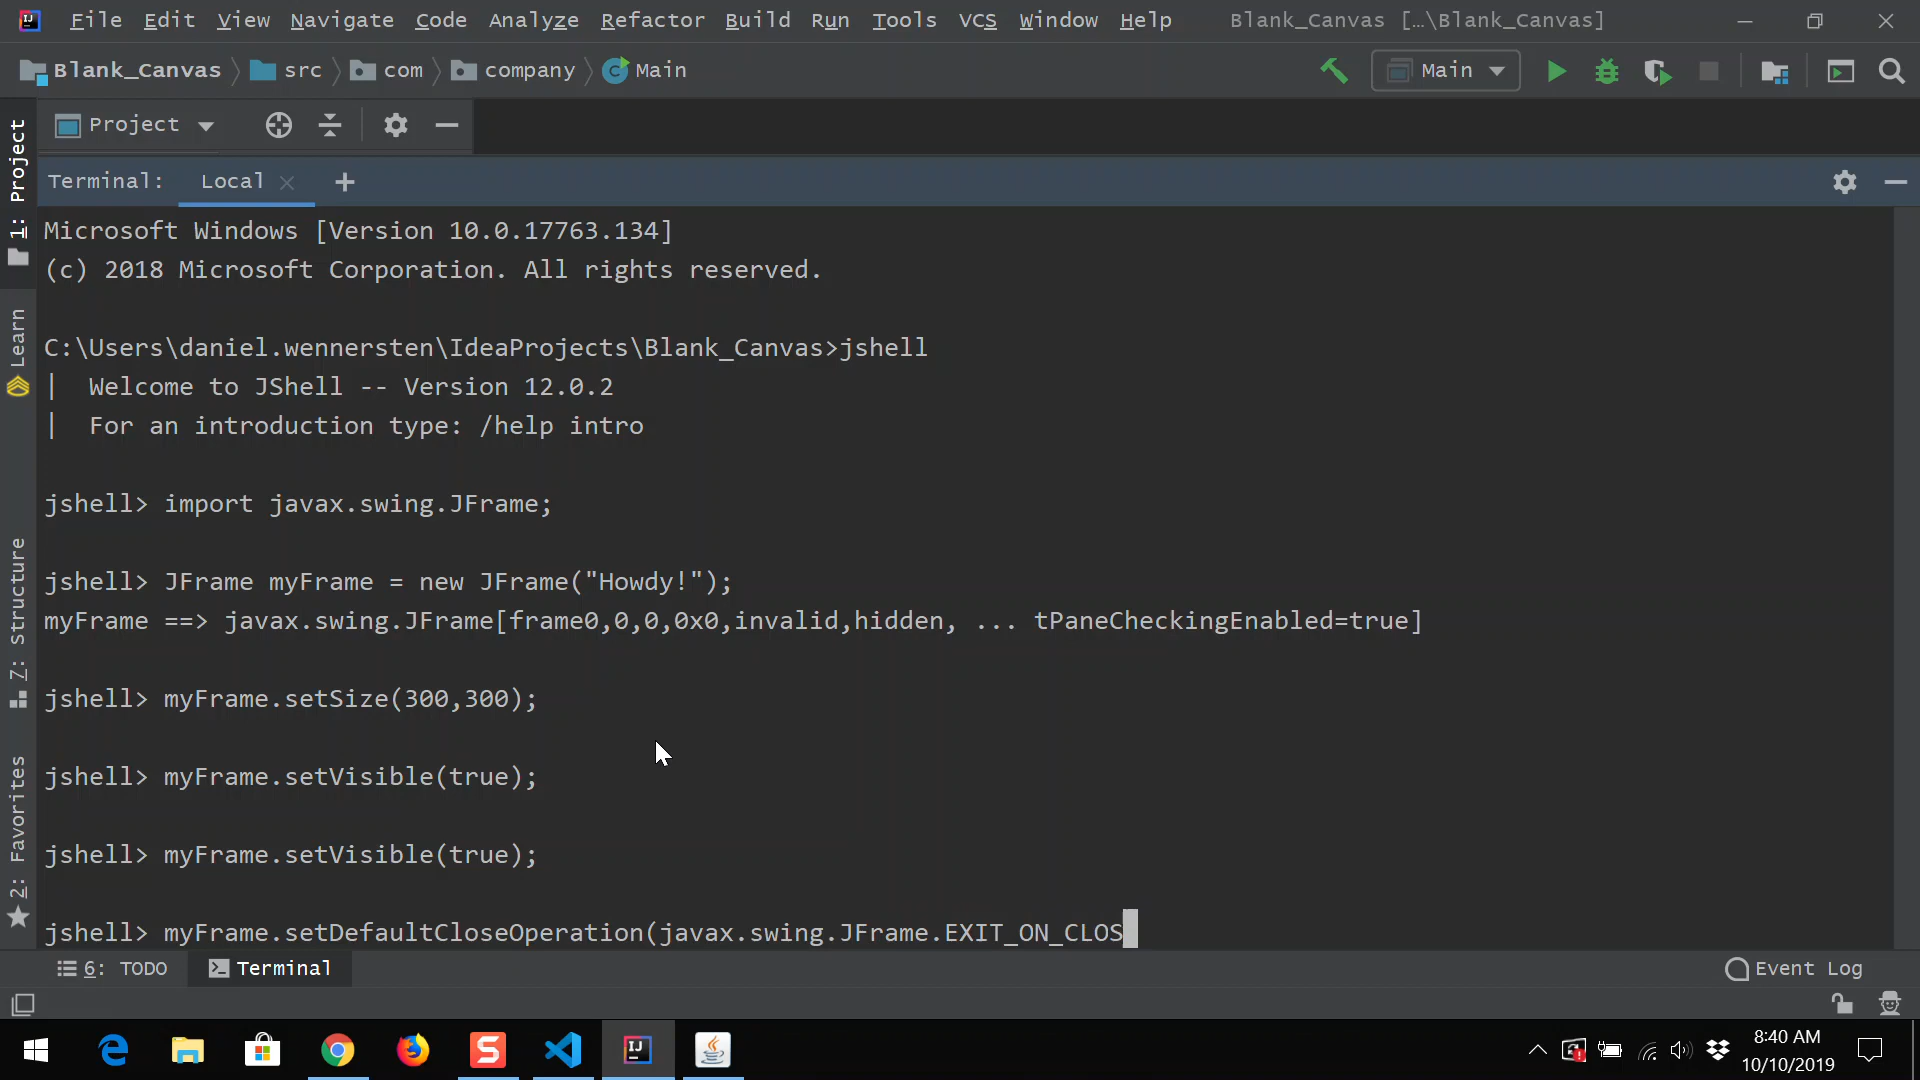 File Edit View Navigate Code Analyze Refactor Build Run Tools VCS Window Help Blank_Canvas [...\Blank_Canvas]
Blank_Canvas src com company Main Main
Project
Terminal: Local
1: Project
Learn
7: Structure
2: Favorites
Microsoft Windows [Version 10.0.17763.134]
(c) 2018 Microsoft Corporation. All rights reserved.
C:\Users\daniel.wennersten\IdeaProjects\Blank_Canvas>jshell
|  Welcome to JShell -- Version 12.0.2
|  For an introduction type: /help intro
jshell> import javax.swing.JFrame;
jshell> JFrame myFrame = new JFrame("Howdy!");
myFrame ==> javax.swing.JFrame[frame0,0,0,0x0,invalid,hidden, ... tPaneCheckingEnabled=true]
jshell> myFrame.setSize(300,300);
jshell> myFrame.setVisible(true);
jshell> myFrame.setVisible(true);
jshell> myFrame.setDefaultCloseOperation(javax.swing.JFrame.EXIT_ON_CLOS
6: TODO Terminal Event Log
8:40 AM
10/10/2019